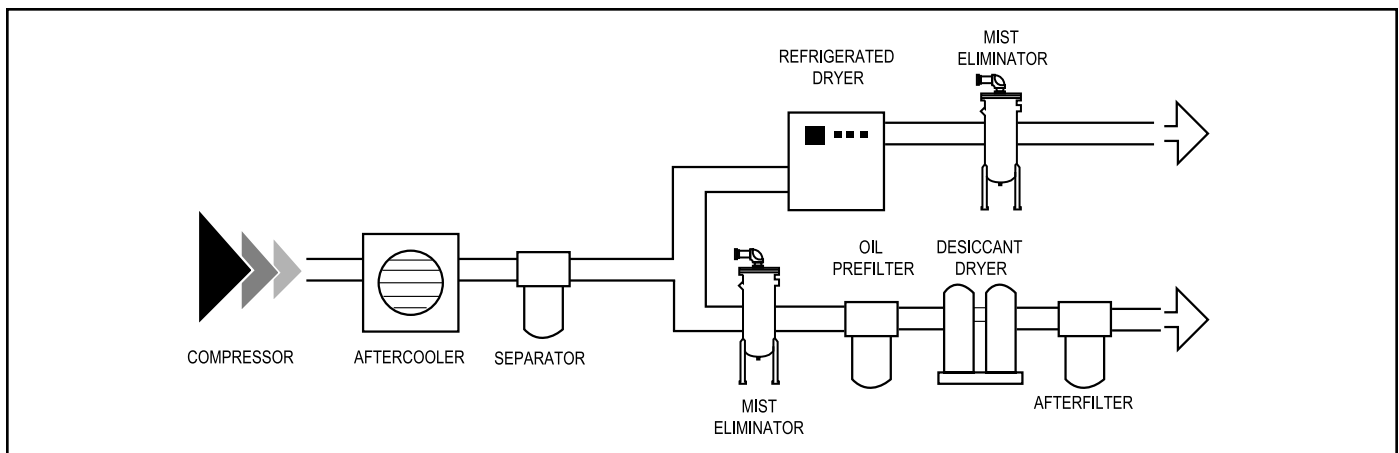 MIST
ELIMINATOR
REFRIGERATED
DRYER
OIL
PREFILTER
DESICCANT
DRYER
COMPRESSOR
AFTERCOOLER
SEPARATOR
MIST
ELIMINATOR
AFTERFILTER